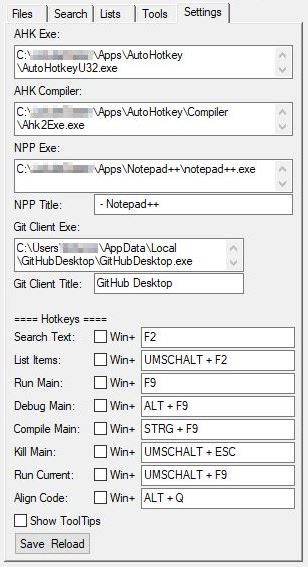 Files Search Lists Tools Settings
AHK Exe:
C:\ \Apps\AutoHotkey
\AutoHotkeyU32.exe
AHK Compiler:
C:\ \Apps\AutoHotkey\Compiler
\Ahk2Exe.exe
NPP Exe:
C:\ \Apps\Notepad++\notepad++.exe
NPP Title: - Notepad++
Git Client Exe:
C:\Users \AppData\Local
\GitHubDesktop\GitHubDesktop.exe
Git Client Title: GitHub Desktop
==== Hotkeys ====
Search Text: Win+ F2
List Items: Win+ UMSCHALT + F2
Run Main: Win+ F9
Debug Main: Win+ ALT + F9
Compile Main: Win+ STRG + F9
Kill Main: Win+ UMSCHALT + ESC
Run Current: Win+ UMSCHALT + F9
Align Code: Win+ ALT + Q
Show ToolTips
Save Reload